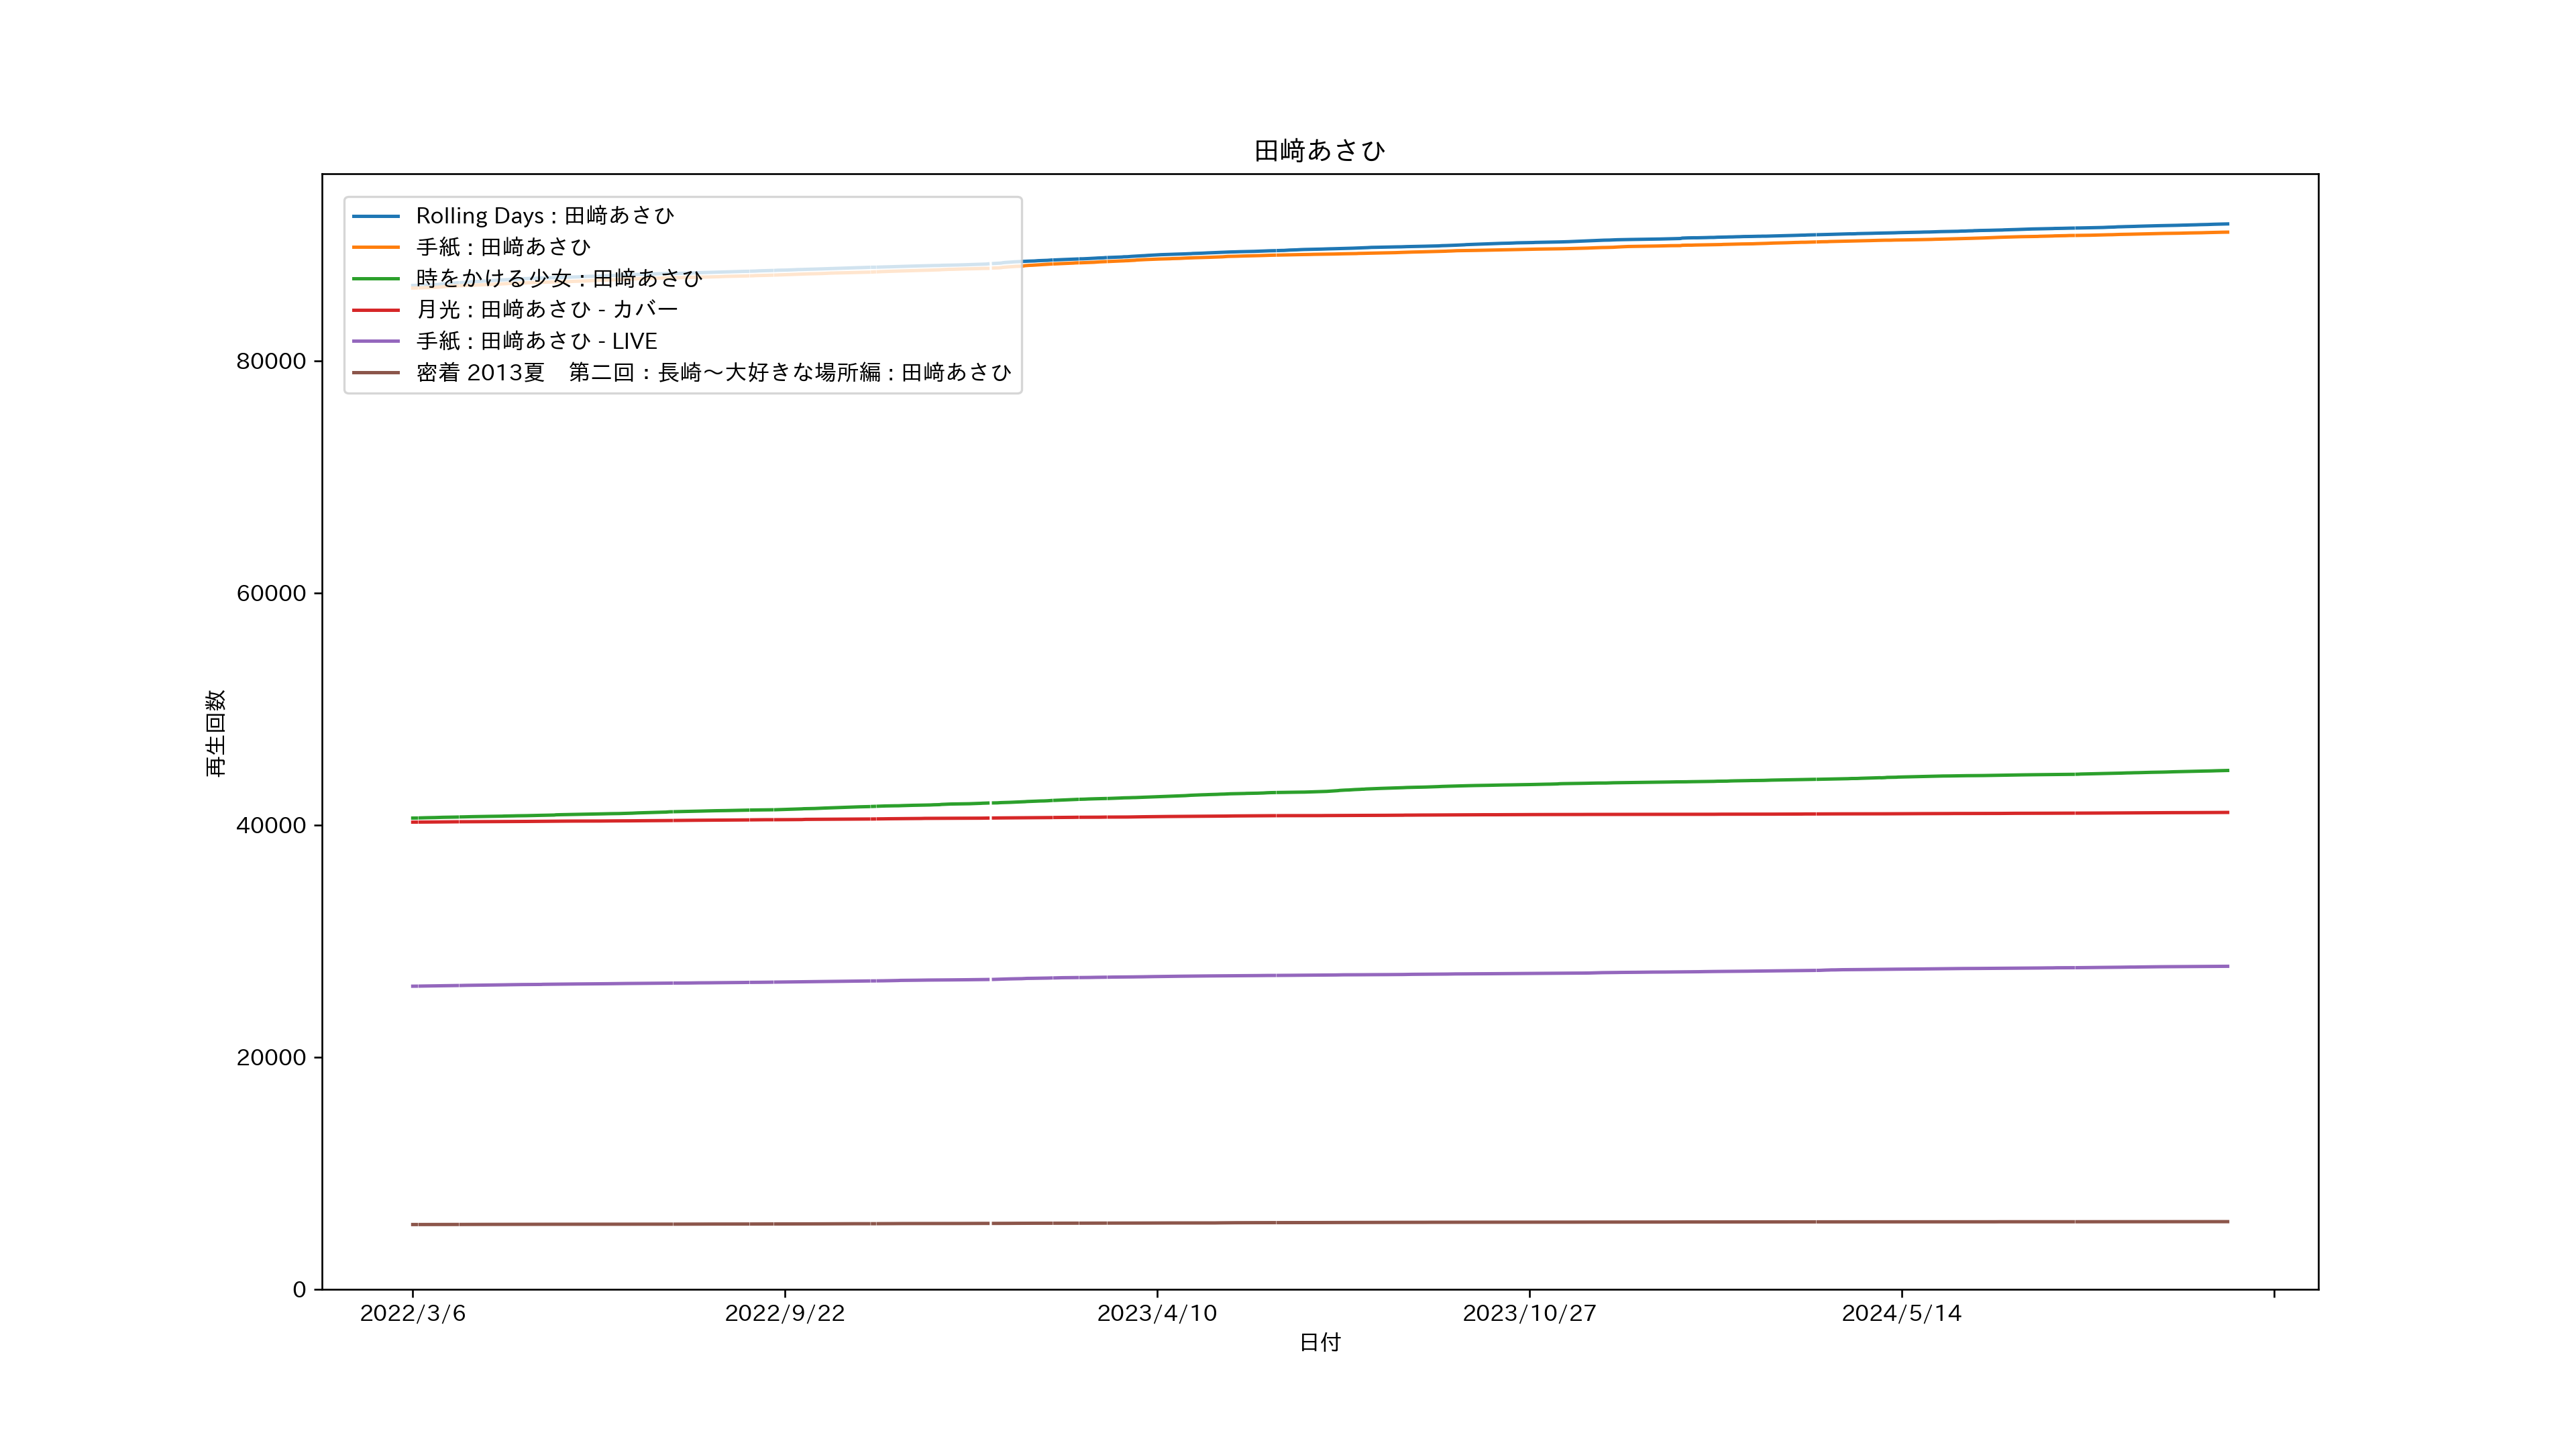 田﨑あさひ
Rolling Days : 田﨑あさひ
手紙 : 田﨑あさひ
時をかける少女 : 田﨑あさひ
月光 : 田﨑あさひ - カバー
手紙 : 田﨑あさひ - LIVE
密着 2013夏　第二回：長崎～大好きな場所編 : 田﨑あさひ
80000
60000
40000
20000
0
再生回数
2022/3/6 2022/9/22 2023/4/10 2023/10/27 2024/5/14
日付